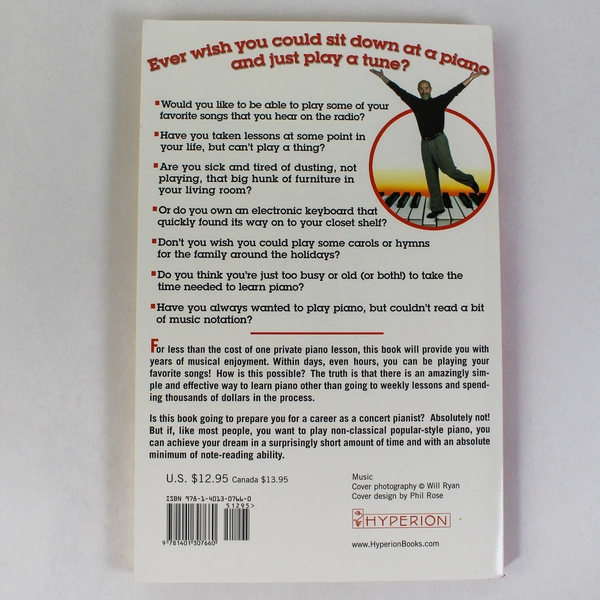 Ever wish you could sit down at a piano
and just play a tune?
▪Would you like to be able to play some of your
favorite songs that you hear on the radio?
▪Have you taken lessons at some point in
your life, but can't play a thing?
▪Are you sick and tired of dusting, not
playing, that big hunk of furniture in
your living room?
▪Or do you own an electronic keyboard that
quickly found its way on to your closet shelf?
▪Don't you wish you could play some carols or hymns
for the family around the holidays?
▪Do you think you're just too busy or old (or both!) to take the
time needed to learn piano?
▪Have you always wanted to play piano, but couldn't read a bit
of music notation?
For less than the cost of one private piano lesson, this book will provide you with
years of musical enjoyment. Within days, even hours, you can be playing your
favorite songs! How is this possible? The truth is that there is an amazingly sim-
ple and effective way to learn piano other than going to weekly lessons and spend-
ing thousands of dollars in the process.
Is this book going to prepare you for a career as a concert pianist? Absolutely not!
But if, like most people, you want to play non-classical popular-style piano, you
can achieve your dream in a surprisingly short amount of time and with an absolute
minimum of note-reading ability.
U.S. $12.95 Canada $13.95
ISBN 978-1-4013-0766-0
51295>
9 781401 307660
Music
Cover photography © Will Ryan
Cover design by Phil Rose
HYPERION
www.HyperionBooks.com